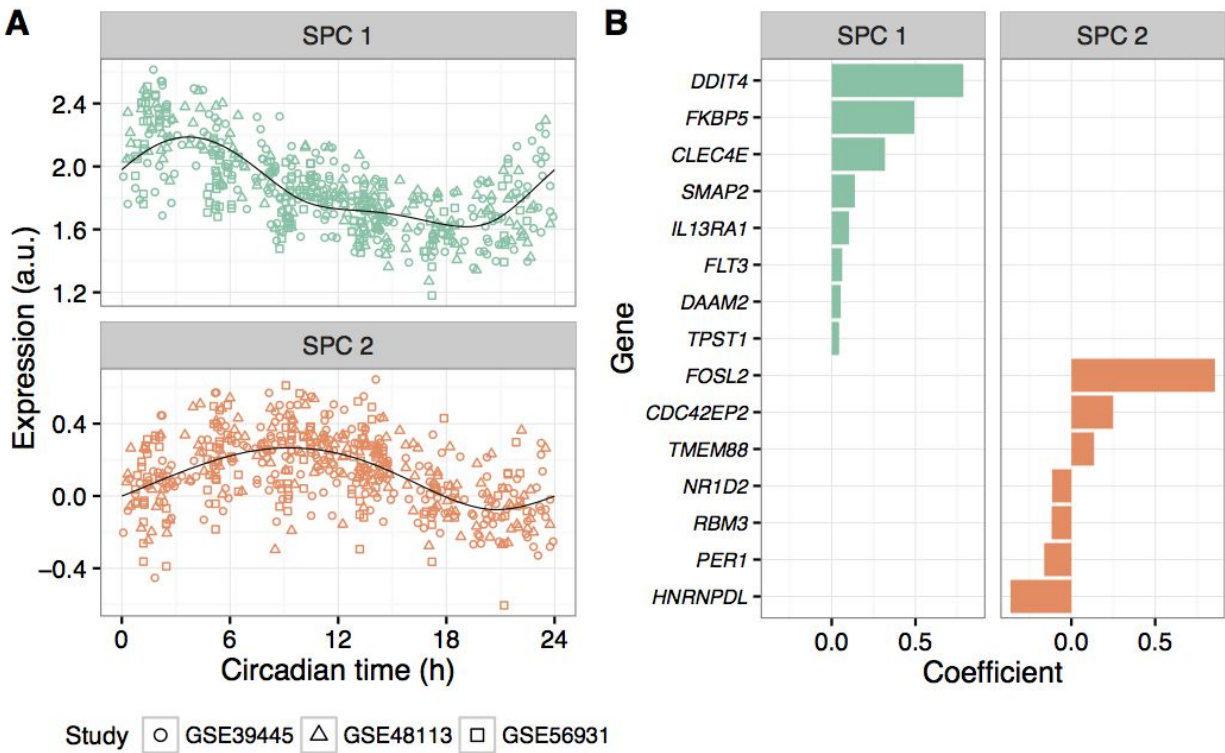 A
SPC 1
2.4
2.0
1.6
1.2
SPC 2
0.4
0.0
−0.4
Expression (a.u.)
0 6 12 18 24
Circadian time (h)
Study GSE39445 GSE48113 GSE56931
B
SPC 1 SPC 2
Gene
DDIT4
FKBP5
CLEC4E
SMAP2
IL13RA1
FLT3
DAAM2
TPST1
FOSL2
CDC42EP2
TMEM88
NR1D2
RBM3
PER1
HNRNPDL
0.0 0.5 0.0 0.5
Coefficient